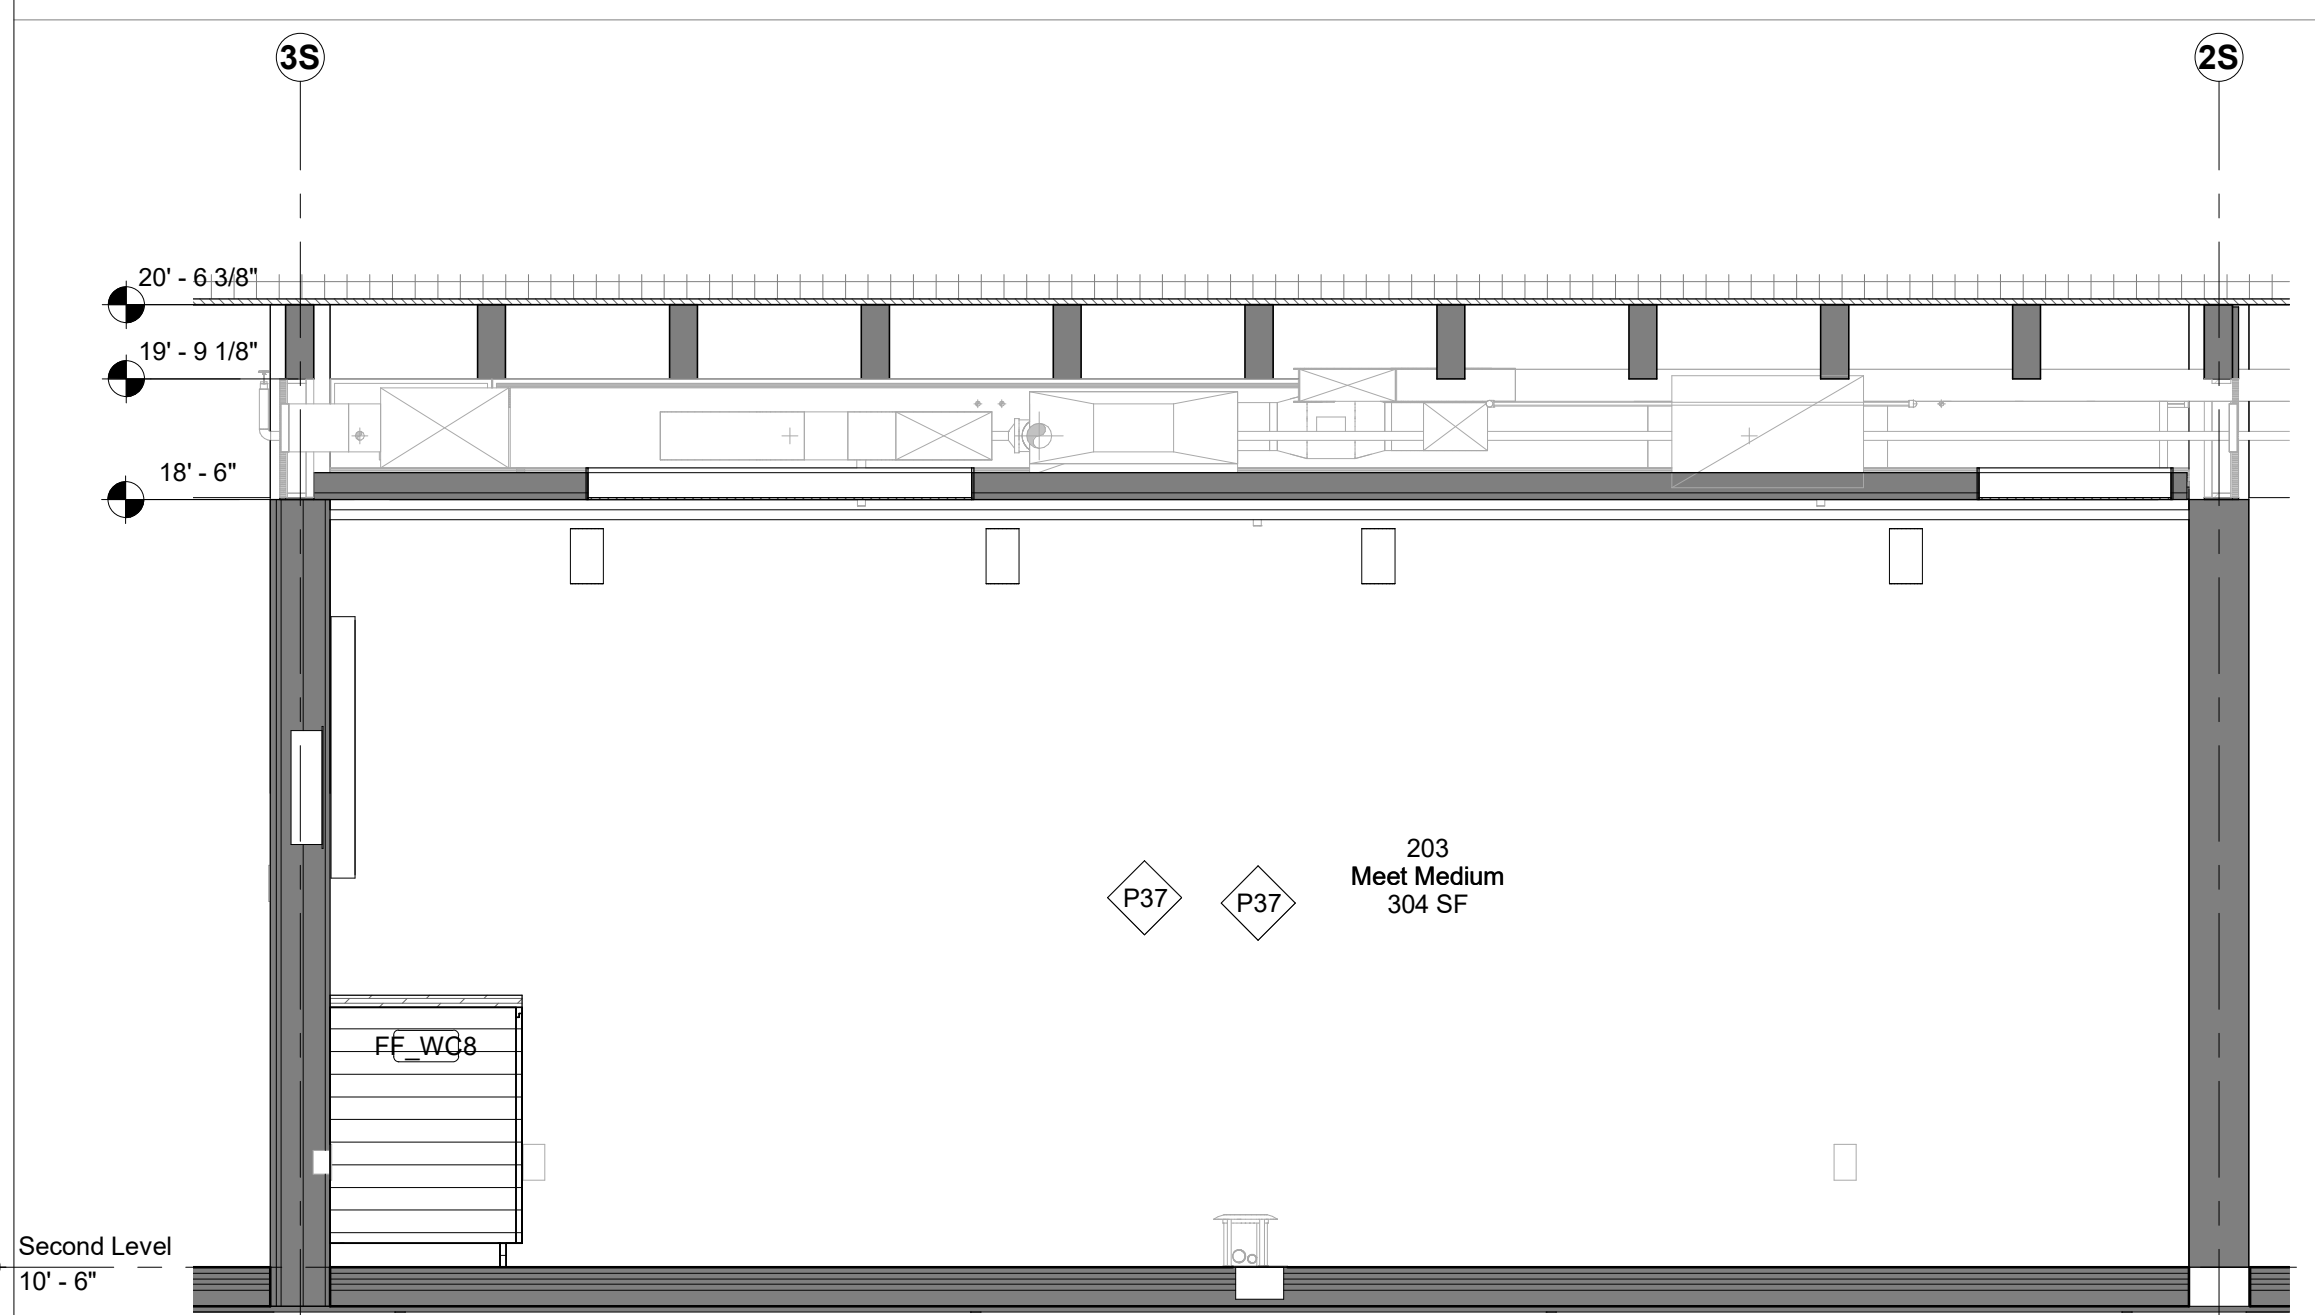 3S
2S
20' - 6 3/8"
19' - 9 1/8"
18' - 6"
203
Meet Medium
304 SF
P37
P37
FF_WC8
Second Level
10' - 6"